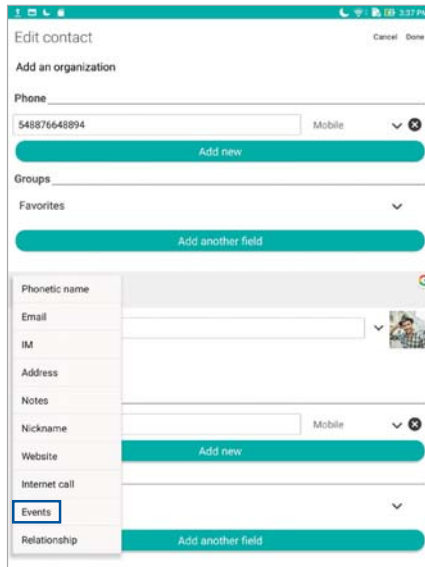 3:37 PM
Edit contact
Cancel Done
Add an organization
Phone
548876648894 Mobile
Add new
Groups
Favorites
Add another field
Phonetic name
Email
IM
Address
Notes
Nickname
Mobile
Website
Add new
Internet call
Events
Relationship
Add another field